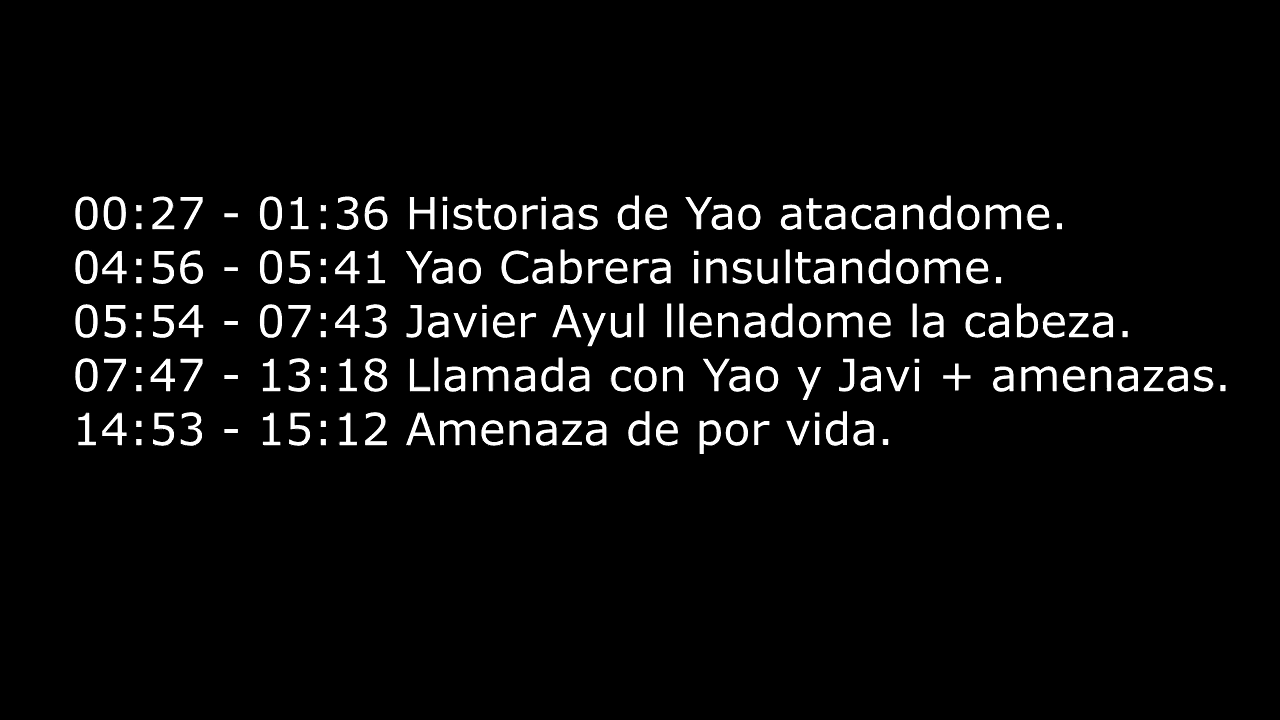 00:27 - 01:36 Historias de Yao atacandome.
04:56 - 05:41 Yao Cabrera insultandome.
05:54 - 07:43 Javier Ayul llenadome la cabeza.
07:47 - 13:18 Llamada con Yao y Javi + amenazas.
14:53 - 15:12 Amenaza de por vida.